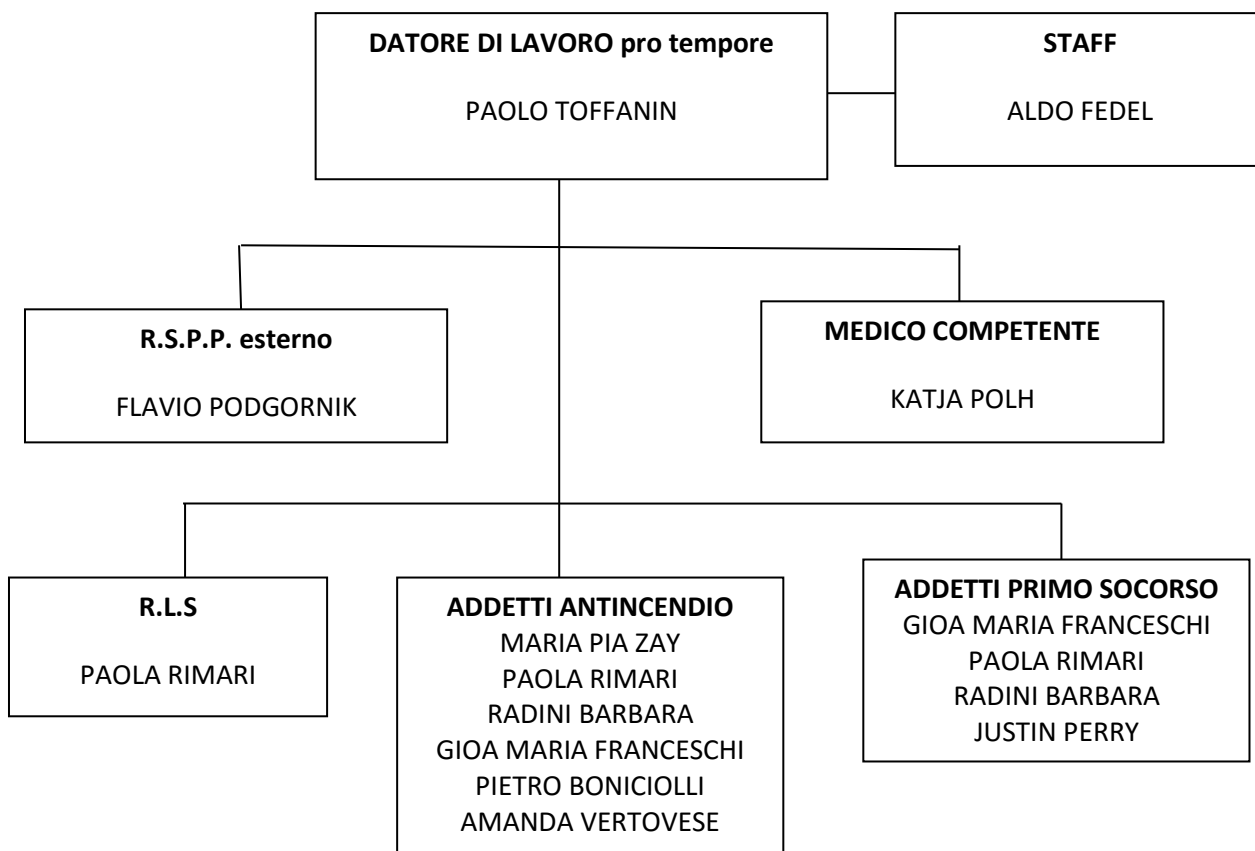 DATORE DI LAVORO pro tempore
PAOLO TOFFANIN
STAFF
ALDO FEDEL
R.S.P.P. esterno
FLAVIO PODGORNIK
MEDICO COMPETENTE
KATJA POLH
R.L.S
PAOLA RIMARI
ADDETTI ANTINCENDIO
MARIA PIA ZAY
PAOLA RIMARI
RADINI BARBARA
GIOA MARIA FRANCESCHI
PIETRO BONICIOLLI
AMANDA VERTOVESE
ADDETTI PRIMO SOCORSO
GIOA MARIA FRANCESCHI
PAOLA RIMARI
RADINI BARBARA
JUSTIN PERRY